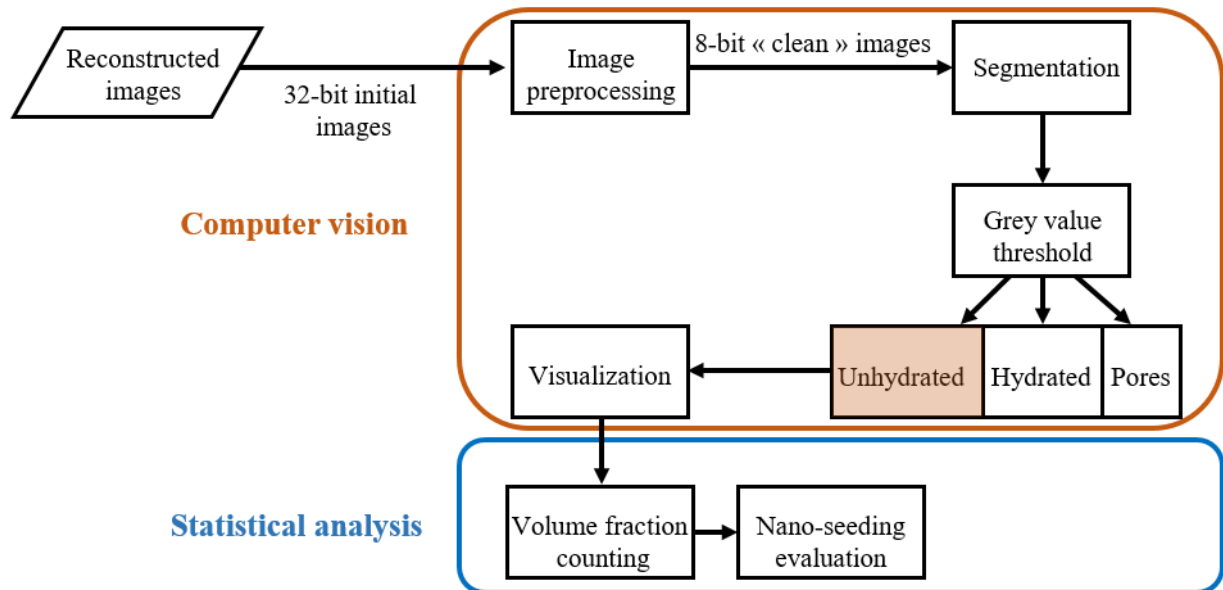 Reconstructed
images
32-bit initial
images
Image
preprocessing
8-bit « clean » images
Segmentation
Computer vision
Grey value
threshold
Visualization
Unhydrated
Hydrated
Pores
Statistical analysis
Volume fraction
counting
Nano-seeding
evaluation